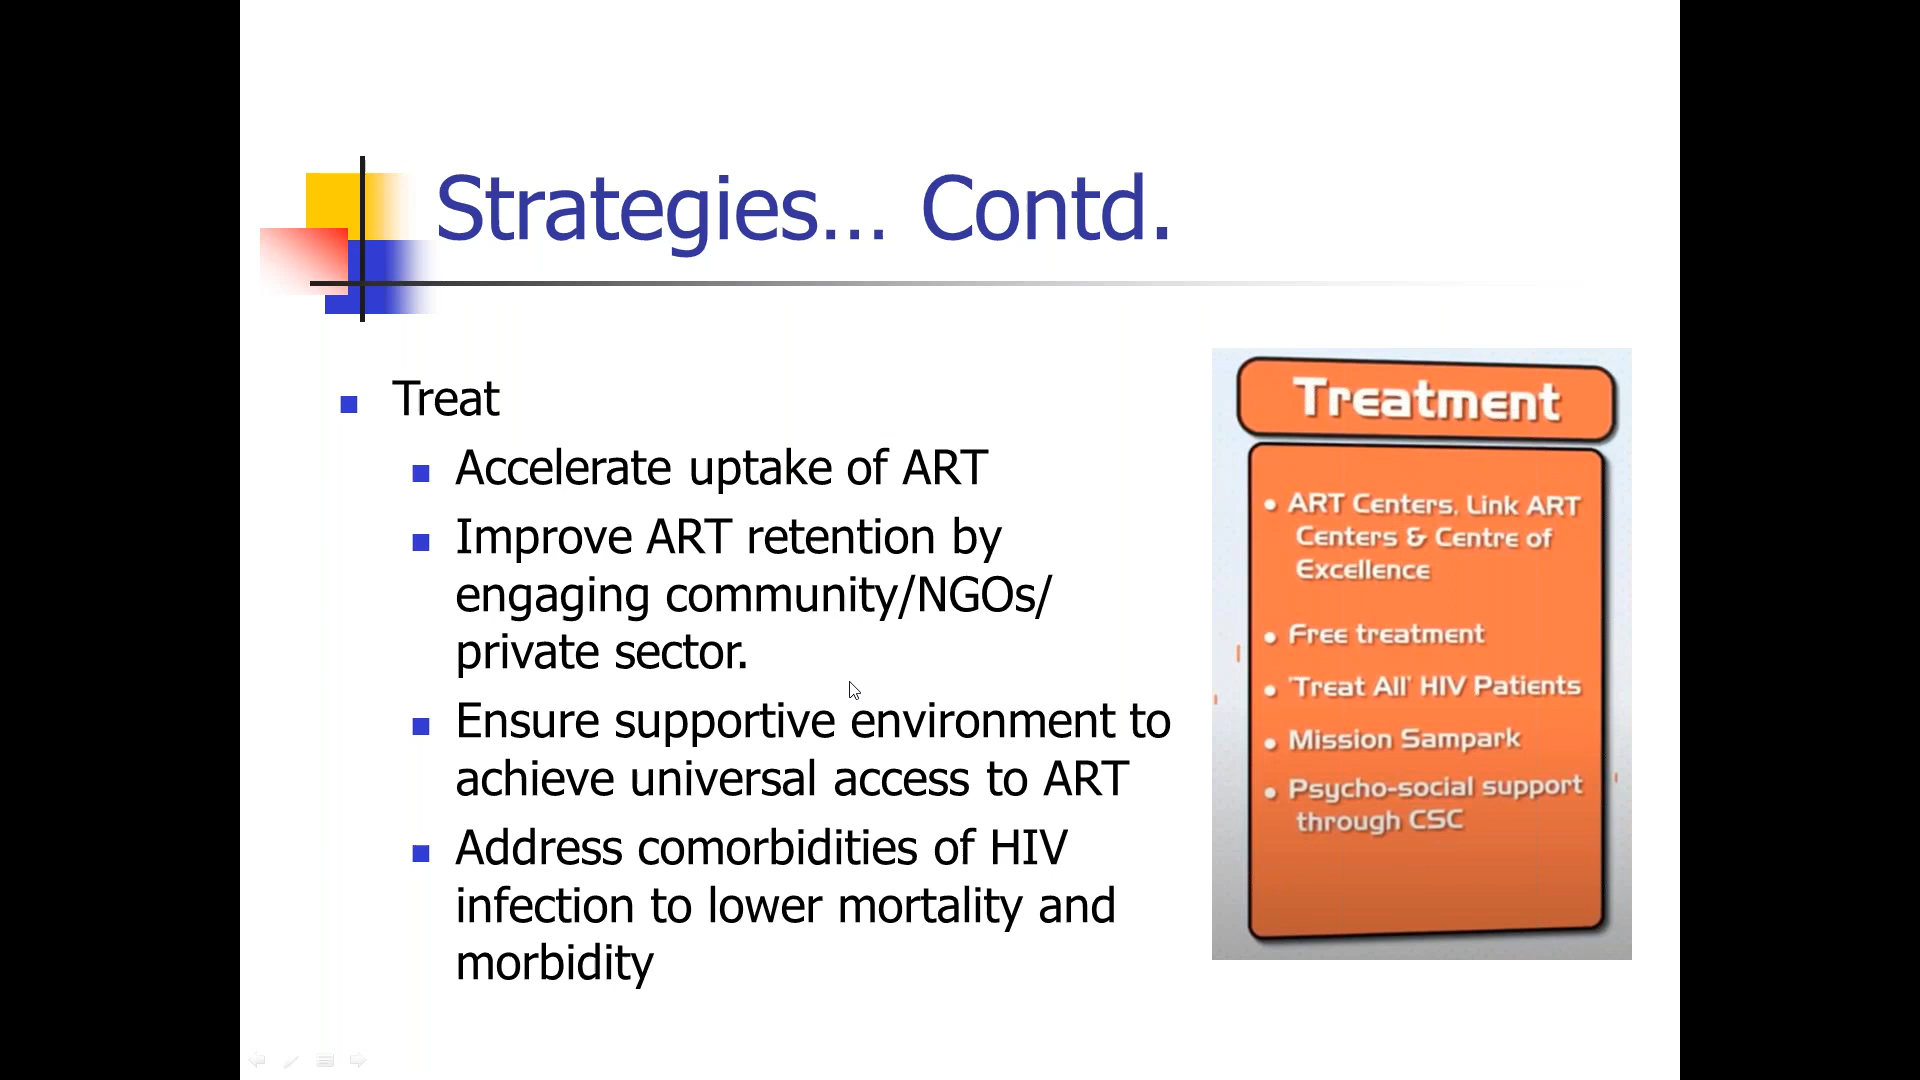 Strategies... Contd.
Treat
Accelerate uptake of ART
Improve ART retention by
engaging community/NGOs/
private sector.
Ensure supportive environment to
achieve universal access to ART
Address comorbidities of HIV
infection to lower mortality and
morbidity
Treatment
• ART Centers, Link ART
Centers & Centre of
Excellence
• Free treatment
• 'Treat All' HIV Patients
• Mission Sampark
• Psycho-social support
through CSC